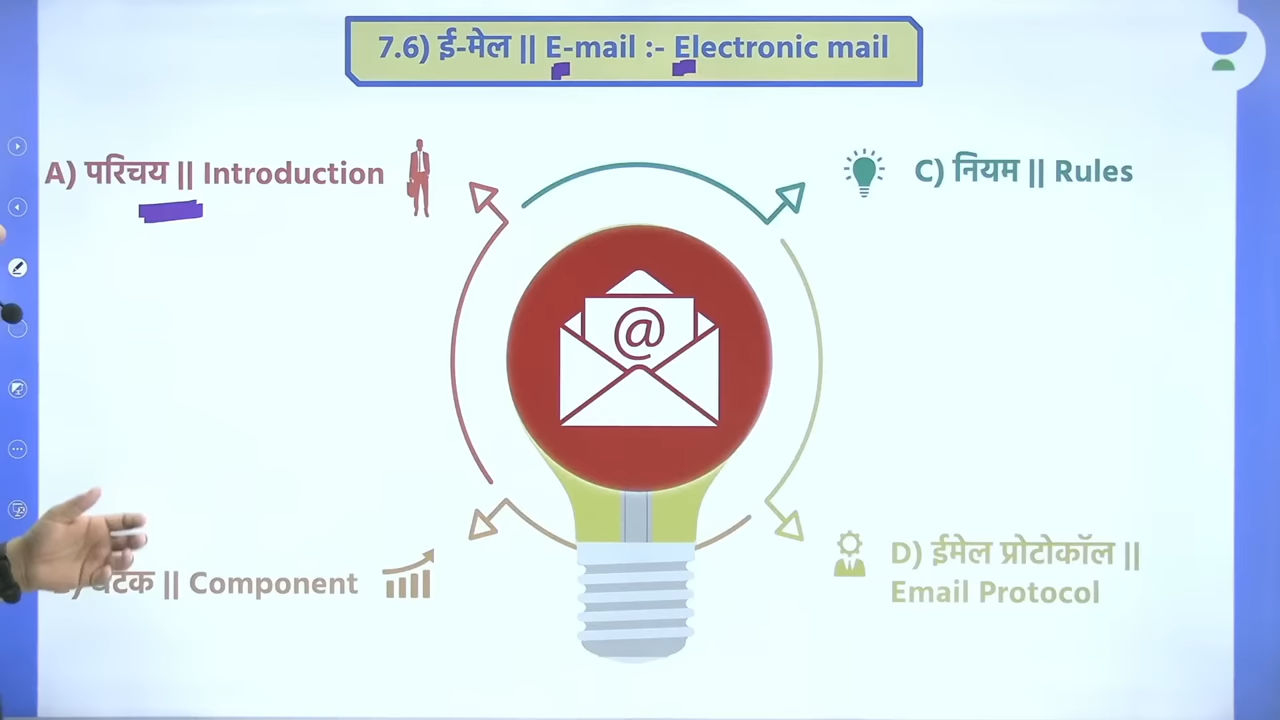 7.6) ई-मेल || E-mail :- Electronic mail
A) परिचय || Introduction
C) नियम || Rules
@
|| Component
D) ईमेल प्रोटोकॉल ||
Email Protocol